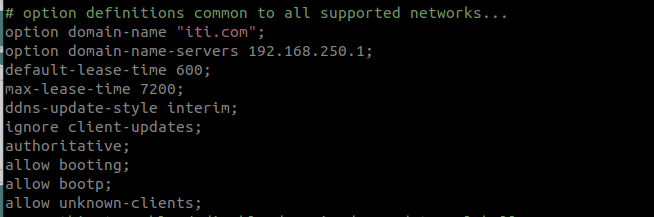 # option definitions common to all supported networks...
option domain-name "iti.com";
option domain-name-servers 192.168.250.1;
default-lease-time 600;
max-lease-time 7200;
ddns-update-style interim;
ignore client-updates;
authoritative;
allow booting;
allow bootp;
allow unknown-clients;